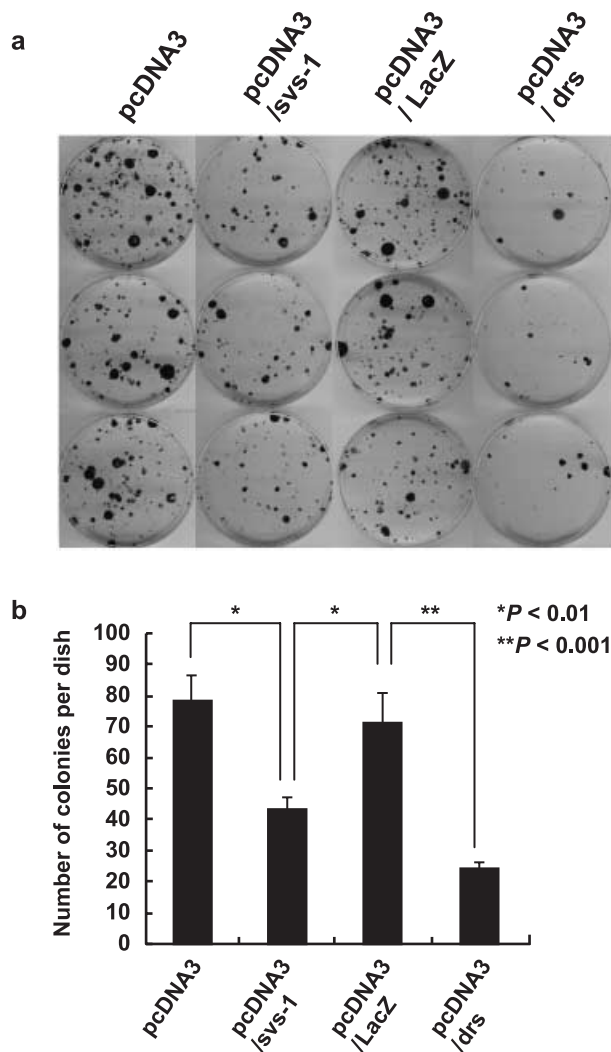 a
pcDNA3
pcDNA3
/svs-1
pcDNA3
/ LacZ
pcDNA3
/ drs
b
*
*
**
*P < 0.01
**P < 0.001
Number of colonies per dish
100
90
80
70
60
50
40
30
20
10
0
pcDNA3
pcDNA3
/svs-1
pcDNA3
/LacZ
pcDNA3
/drs